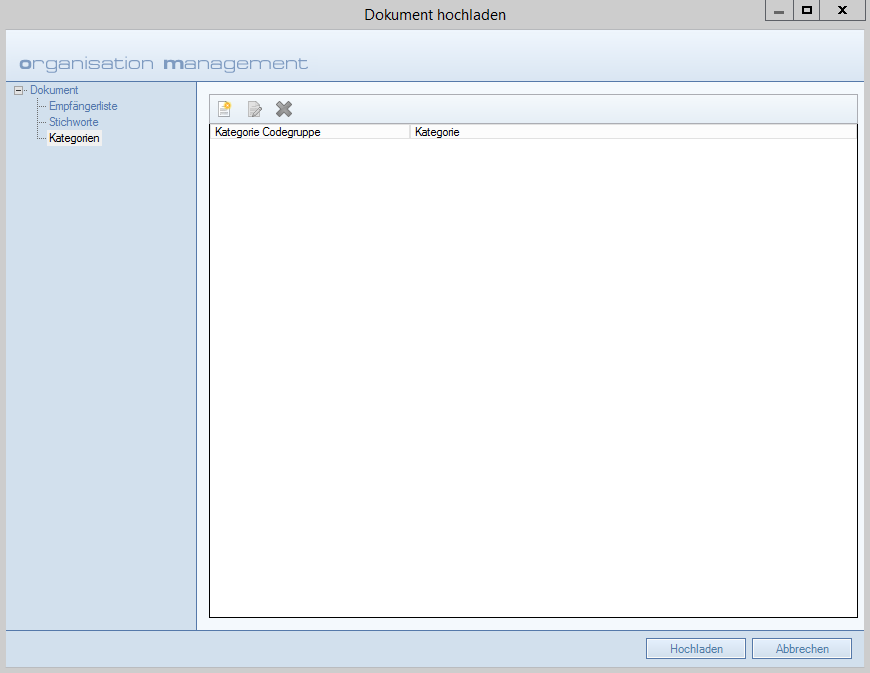 Dokument hochladen
organisation management
Dokument
Empfängerliste
Stichworte
Kategorien
Kategorie Codegruppe Kategorie
Hochladen Abbrechen